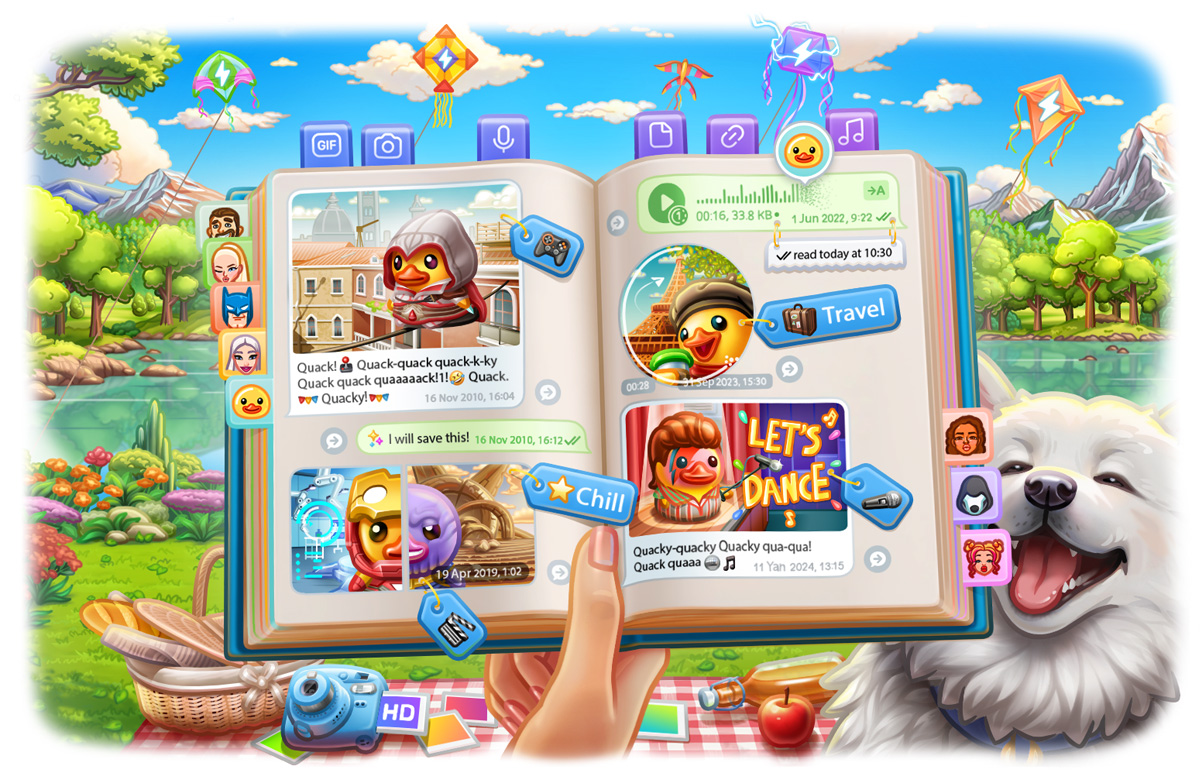 GIF
→A
00:16, 33.8 KB
1 Jun 2022, 9:22
read today at 10:30
Travel
Quack! Quack-quack quack-k-ky
Quack quack quaaaaack!1! Quack.
Quacky!
16 Nov 2010, 16:04
I will save this! 16 Nov 2010, 16:12
Chill
19 Apr 2019, 1:02
00:28
31 Sep 2023, 15:30
LET'S
DANCE
Quacky-quacky Quacky qua-qua!
Quack quaaa
11 Yan 2024, 13:15
HD